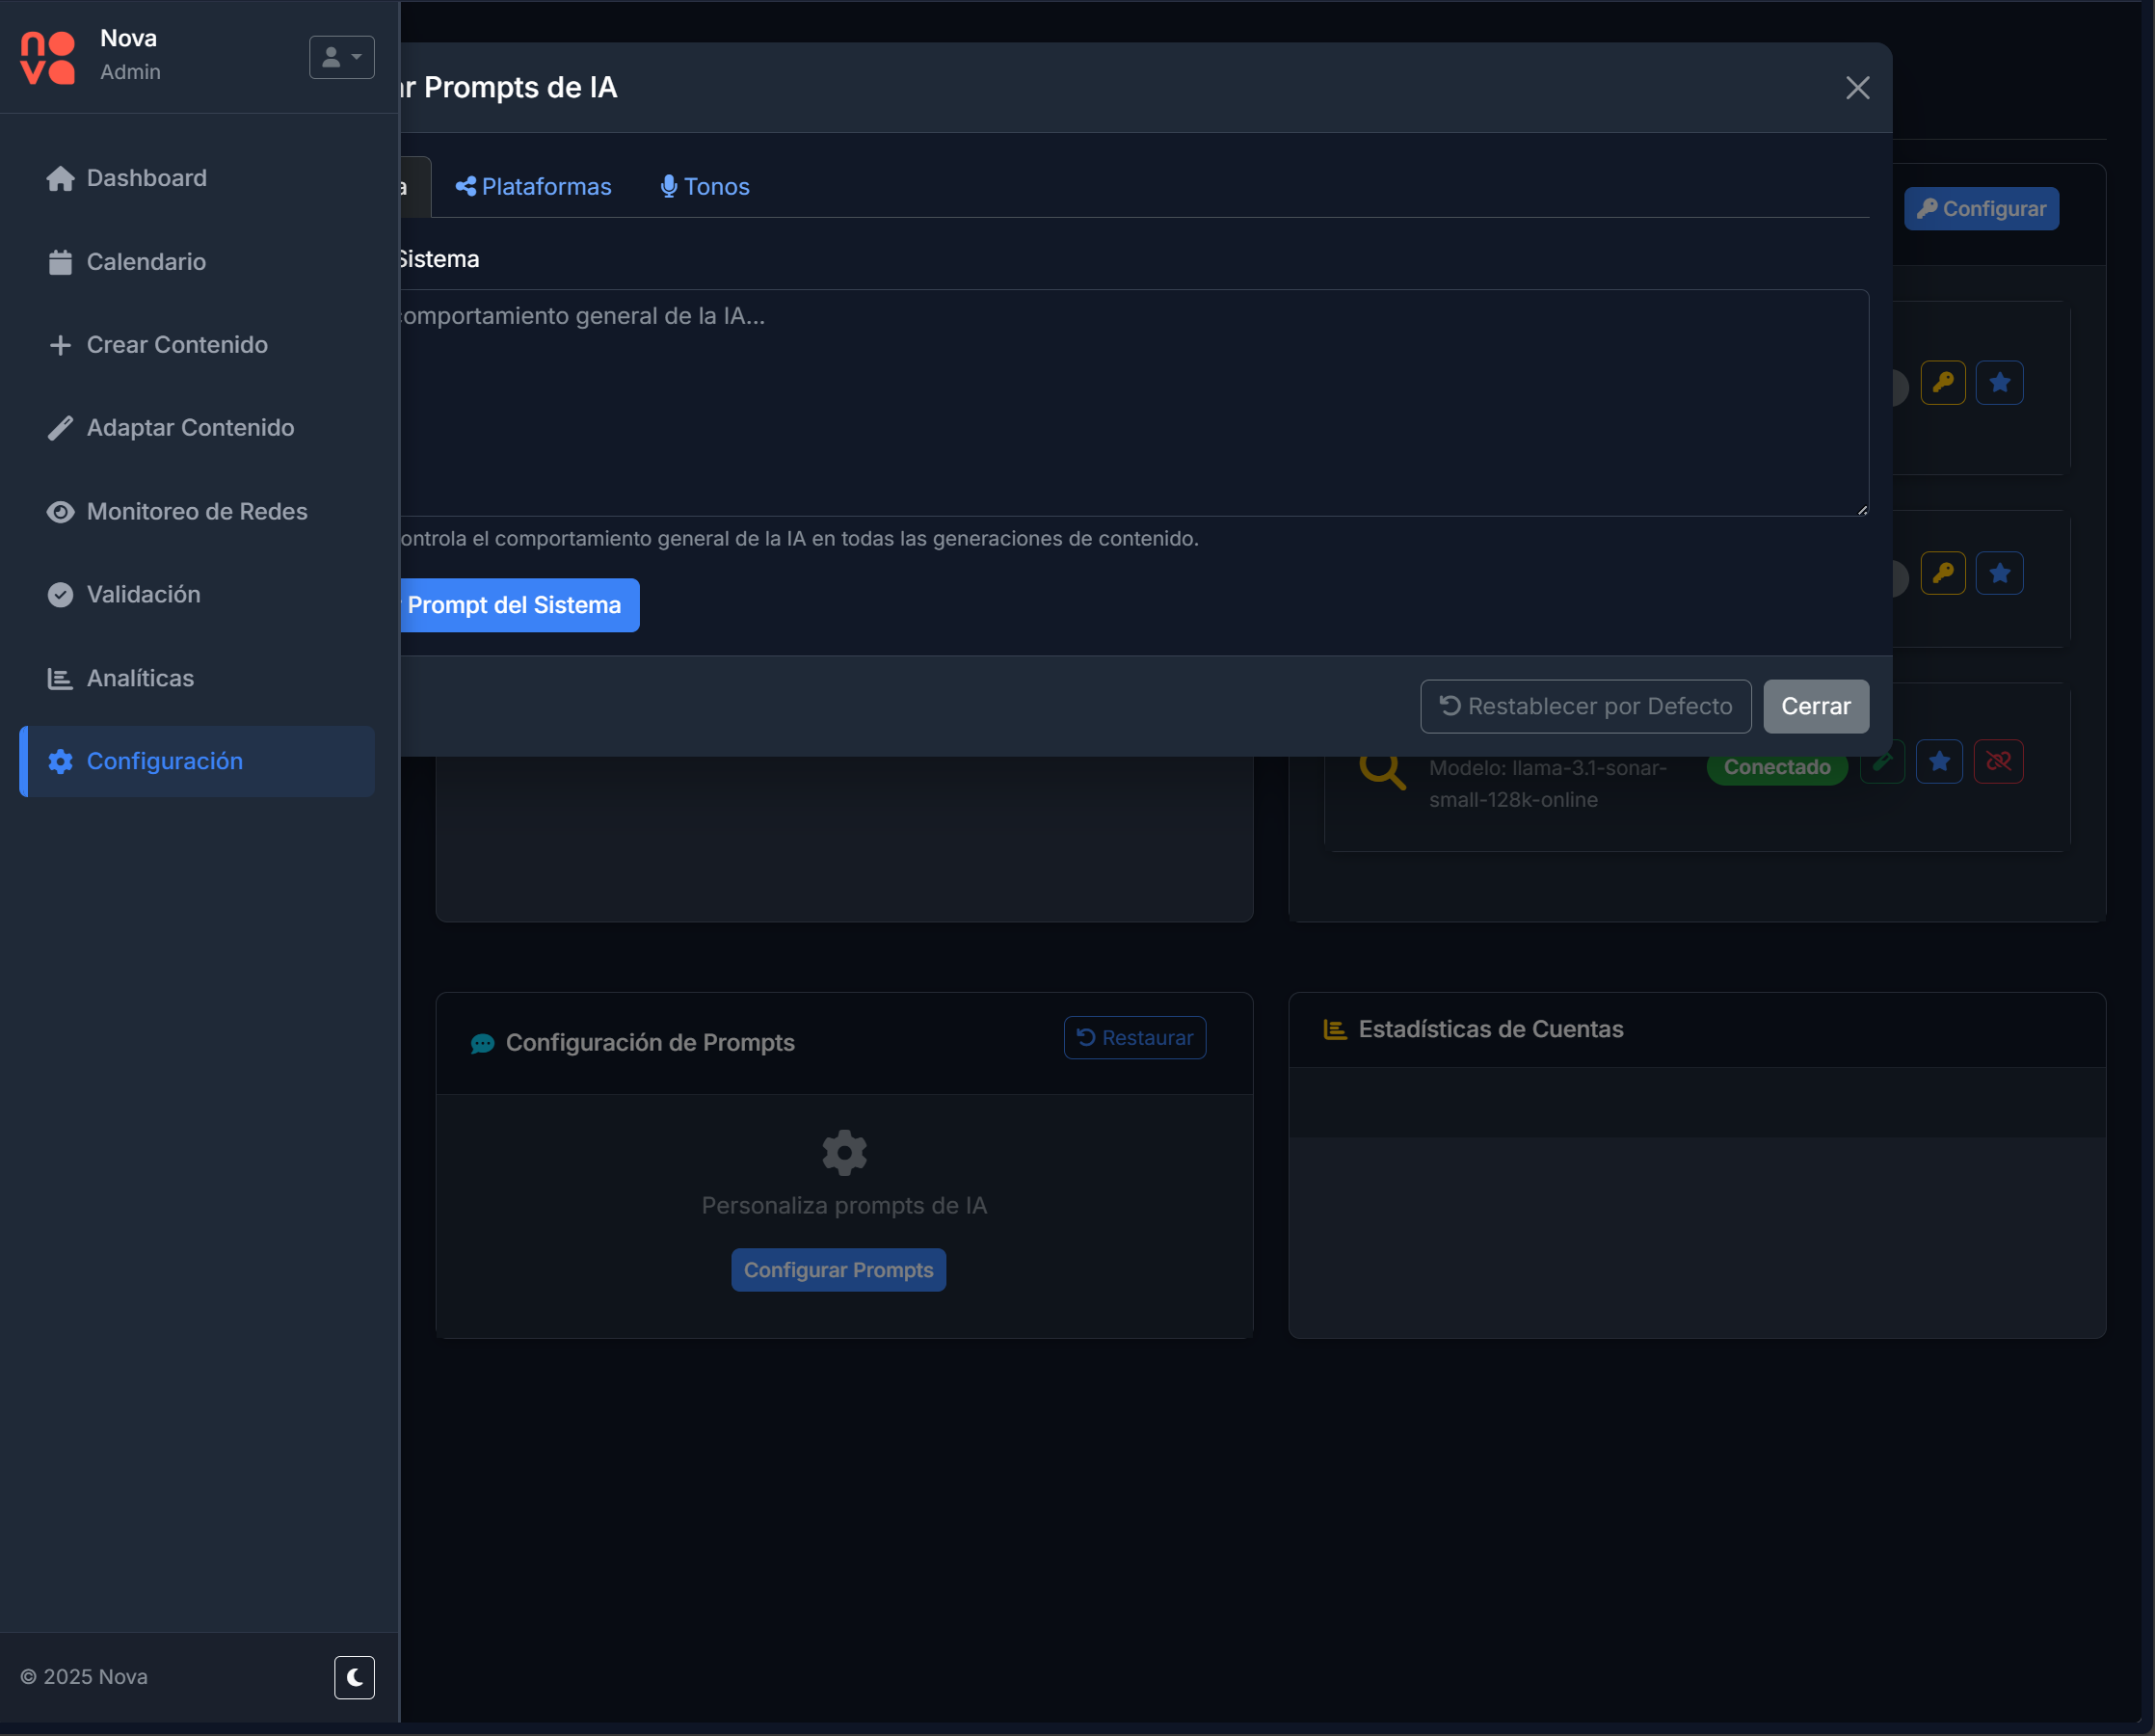 Nova
Admin
Dashboard
Calendario
Crear Contenido
Adaptar Contenido
Monitoreo de Redes
Validación
Analíticas
Configuración
© 2025 Nova
Prompts de IA
Plataformas
Tonos
Sistema
comportamiento general de la IA...
ontrola el comportamiento general de la IA en todas las generaciones de contenido.
Prompt del Sistema
Restablecer por Defecto
Cerrar
Configurar
Modelo: llama-3.1-sonar-
small-128k-online
Conectado
Configuración de Prompts
Restaurar
Personaliza prompts de IA
Configurar Prompts
Estadísticas de Cuentas